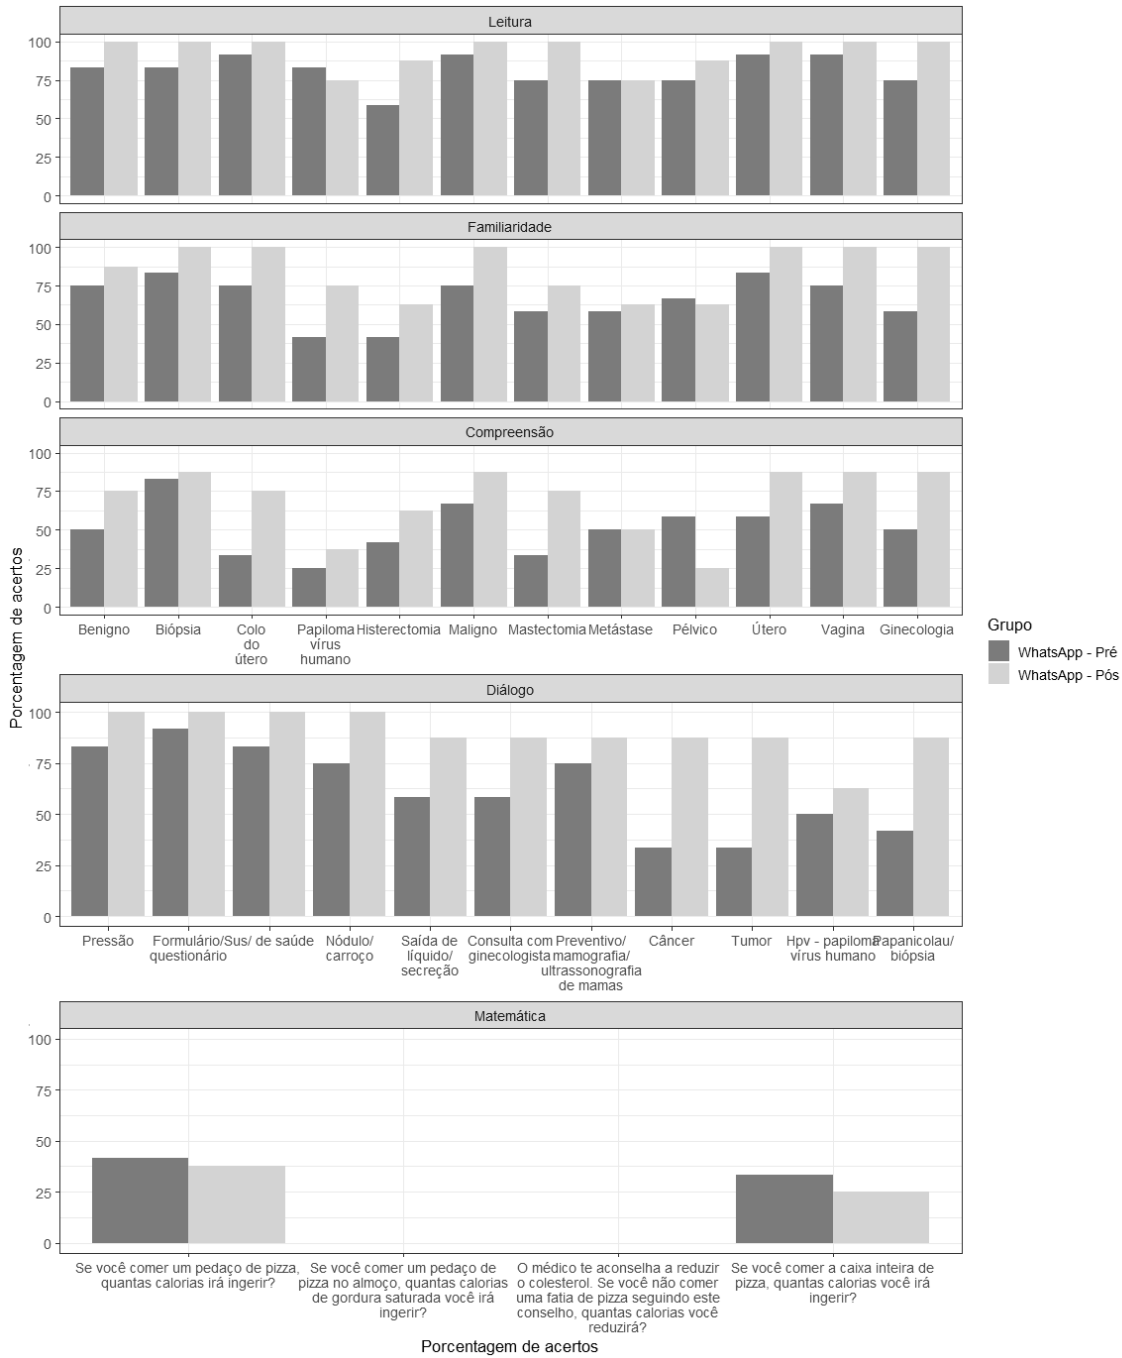 Leitura
100
75
50
25
0
Familiaridade
100
75
50
25
0
Compreensão
100
75
50
25
0
Benigno Biópsia Colo do útero Papiloma vírus humano Histerectomia Maligno Mastectomia Metástase Pélvico Útero Vagina Ginecologia
Porcentagem de acertos
Grupo
WhatsApp - Pré
WhatsApp - Pós
Diálogo
100
75
50
25
0
Pressão
Formulário/
questionário
Sus/ de saúde
Nódulo/
carroço
Saída de
líquido/
secreção
Consulta com
ginecologista
Preventivo/
mamografia/
ultrassonografia
de mamas
Câncer
Tumor
Hpv - papiloma
vírus humano
Papanicolau/
biópsia
Matemática
100
75
50
25
0
Se você comer um pedaço de pizza,
quantas calorias irá ingerir?
Se você comer um pedaço de
pizza no almoço, quantas calorias
de gordura saturada você irá
ingerir?
O médico te aconselha a reduzir
o colesterol. Se você não comer
uma fatia de pizza seguindo este
conselho, quantas calorias você
reduzirá?
Se você comer a caixa inteira de
pizza, quantas calorias você irá
ingerir?
Porcentagem de acertos